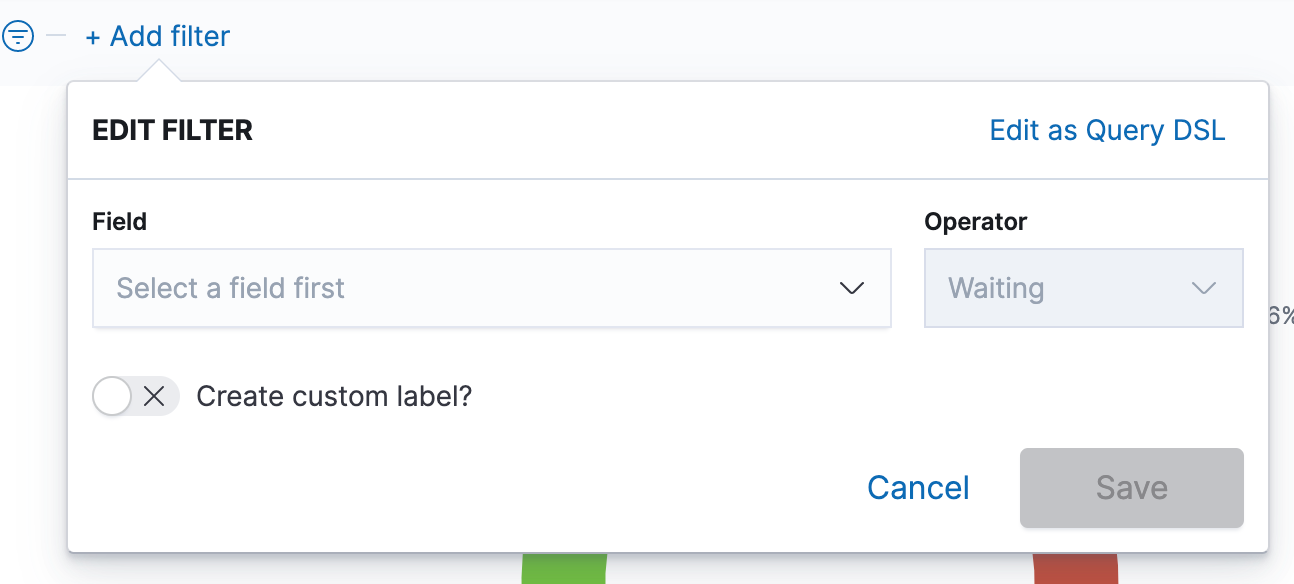 + Add filter
EDIT FILTER
Edit as Query DSL
Field
Operator
Select a field first
Waiting
6%
Create custom label?
Cancel
Save